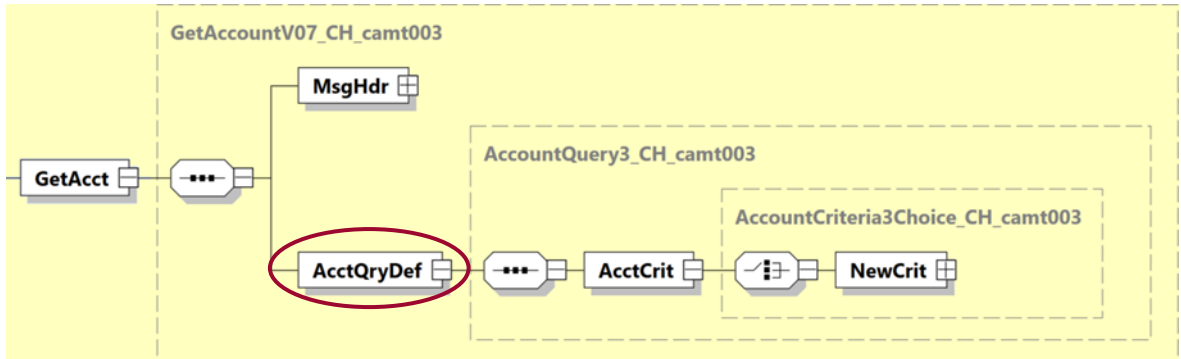 GetAccountV07_CH_camt003
MsgHdr
AccountQuery3_CH_camt003
GetAcct
AccountCriteria3Choice_CH_camt003
AcctQryDef
AcctCrit
NewCrit